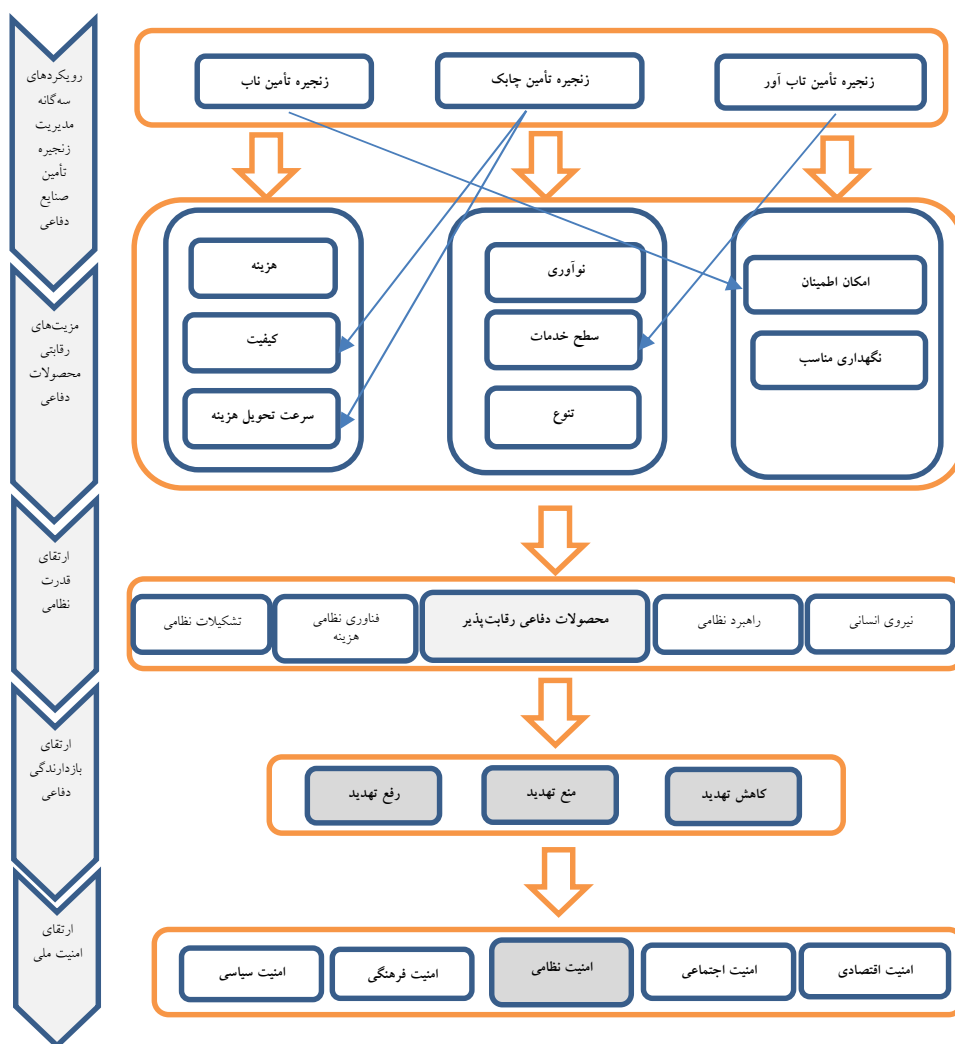 رویکردهای
سه‌گانه
مدیریت
زنجیره
تأمین
صنایع
دفاعی
زنجیره تأمین تاب آور
زنجیره تأمین چابک
زنجیره تأمین ناب
مزیت‌های
رقابتی
محصولات
دفاعی
امکان اطمینان
نگهداری مناسب
نوآوری
سطح خدمات
تنوع
هزینه
کیفیت
سرعت تحویل هزینه
ارتقای
قدرت
نظامی
نیروی انسانی
راهبرد نظامی
محصولات دفاعی رقابت‌پذیر
فناوری نظامی
هزینه
تشکیلات نظامی
ارتقای
بازدارندگی
دفاعی
کاهش تهدید
منع تهدید
رفع تهدید
ارتقای
امنیت ملی
امنیت اقتصادی
امنیت اجتماعی
امنیت نظامی
امنیت فرهنگی
امنیت سیاسی